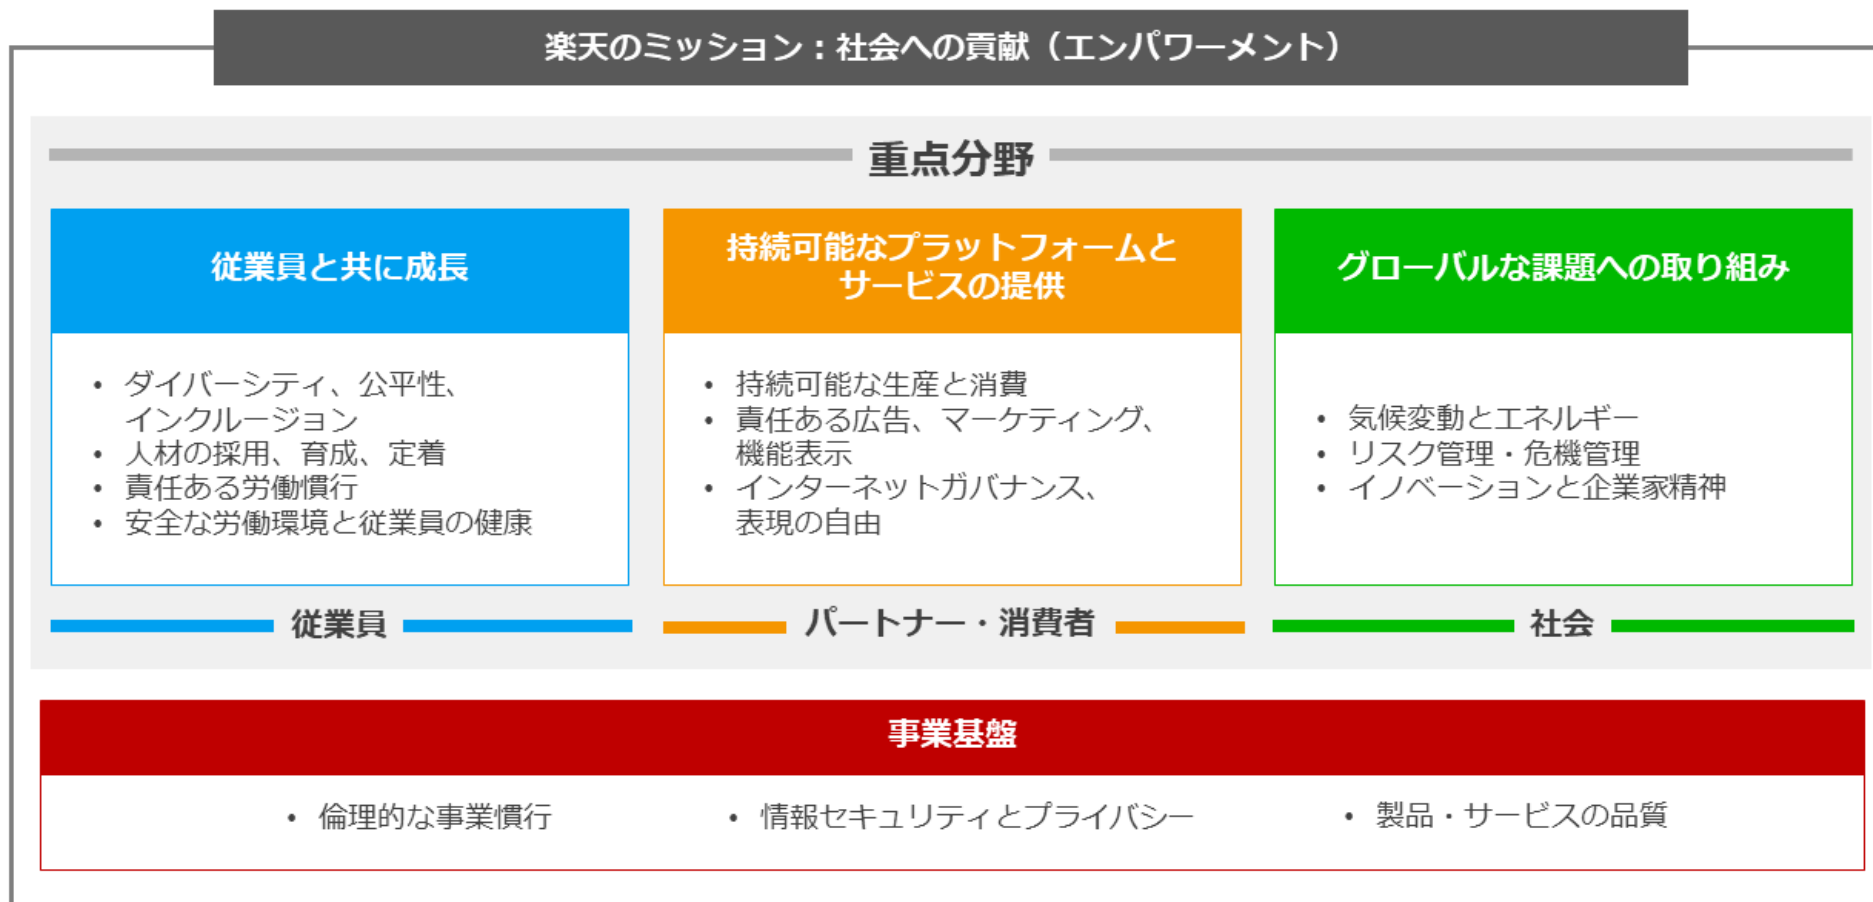 楽天のミッション：社会への貢献（エンパワーメント）
重点分野
従業員と共に成長
・ダイバーシティ、公平性、
インクルージョン
・人材の採用、育成、定着
・責任ある労働慣行
・安全な労働環境と従業員の健康
従業員
持続可能なプラットフォームと
サービスの提供
・持続可能な生産と消費
・責任ある広告、マーケティング、
機能表示
・インターネットガバナンス、
表現の自由
パートナー・消費者
グローバルな課題への取り組み
・気候変動とエネルギー
・リスク管理・危機管理
・イノベーションと企業家精神
社会
事業基盤
・倫理的な事業慣行
・情報セキュリティとプライバシー
・製品・サービスの品質